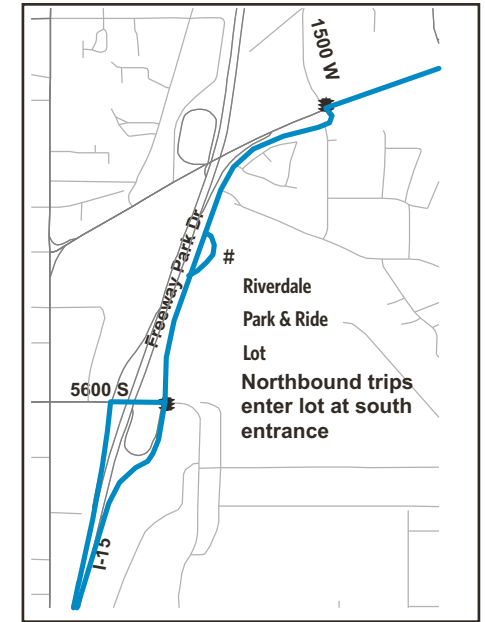 1500 W
Freeway Park Dr
#
Riverdale
Park & Ride
Lot
Northbound trips
enter lot at south
entrance
5600 S
I-15